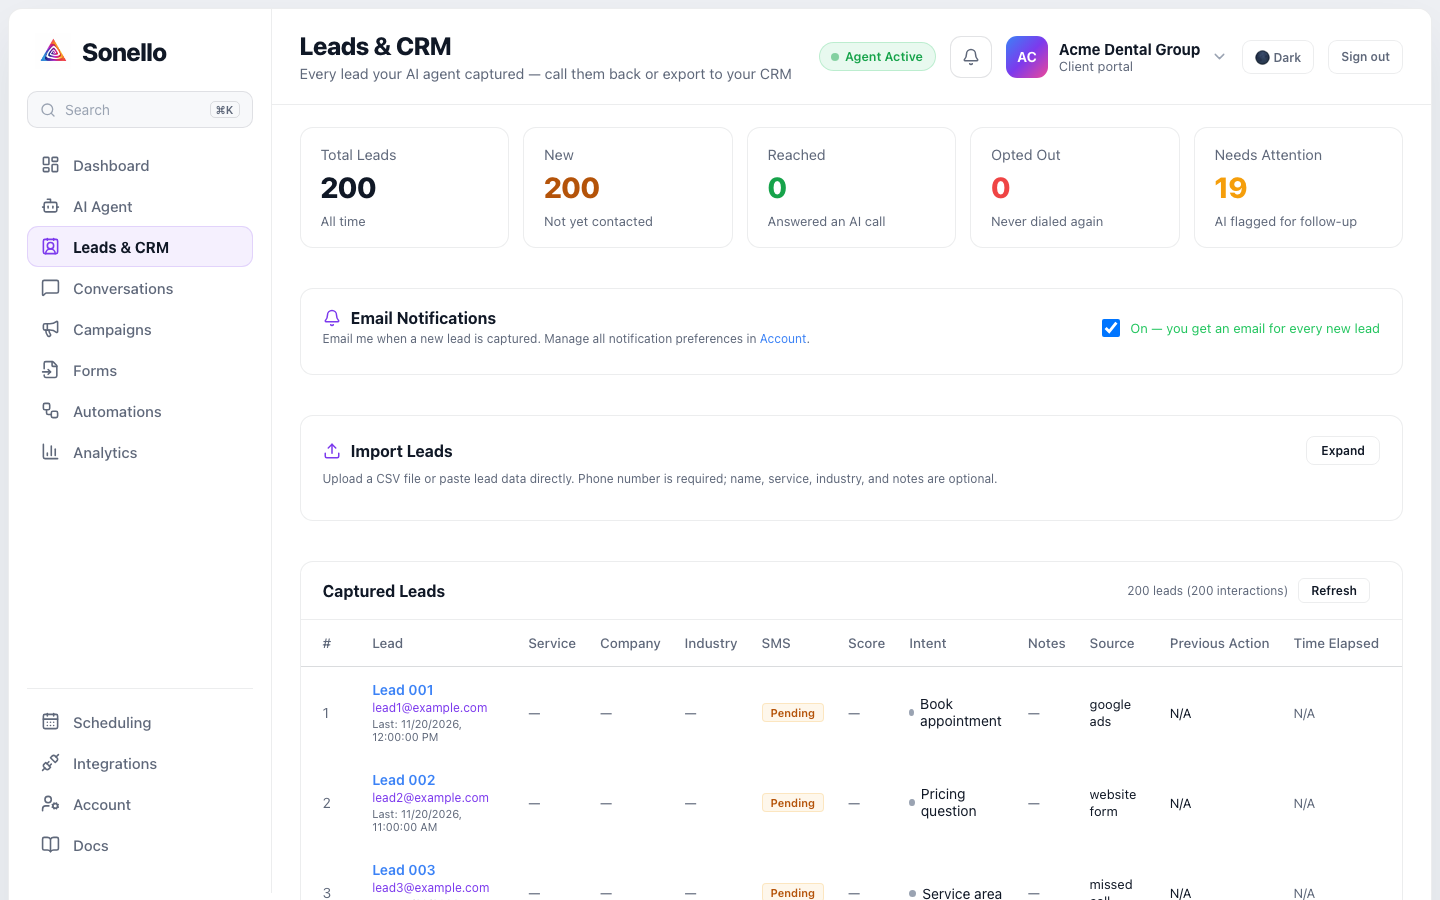 Sonello
Search
⌘K
Dashboard
AI Agent
Leads & CRM
Conversations
Campaigns
Forms
Automations
Analytics
Scheduling
Integrations
Account
Docs
Leads & CRM
Every lead your AI agent captured — call them back or export to your CRM
Agent Active
AC
Acme Dental Group
Client portal
Dark
Sign out
Total Leads
200
All time
New
200
Not yet contacted
Reached
0
Answered an AI call
Opted Out
0
Never dialed again
Needs Attention
19
AI flagged for follow-up
Email Notifications
Email me when a new lead is captured. Manage all notification preferences in Account.
On — you get an email for every new lead
Import Leads
Upload a CSV file or paste lead data directly. Phone number is required; name, service, industry, and notes are optional.
Expand
Captured Leads
200 leads (200 interactions)
Refresh
# Lead Service Company Industry SMS Score Intent Notes Source Previous Action Time Elapsed
1
Lead 001
lead1@example.com
Last: 11/20/2026,
12:00:00 PM
— — —
Pending
—
Book
appointment
—
google
ads
N/A
N/A
2
Lead 002
lead2@example.com
Last: 11/20/2026,
11:00:00 AM
— — —
Pending
—
Pricing
question
—
website
form
N/A
N/A
3
Lead 003
lead3@example.com
— — —
Pending
—
Service area
—
missed
N/A
N/A